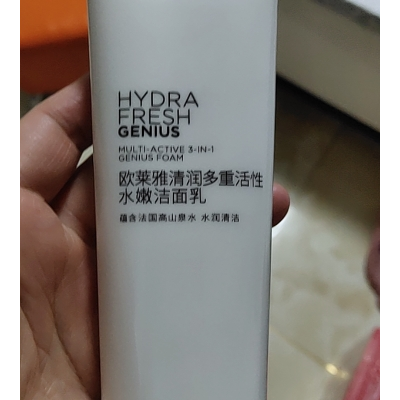 HYDRA
FRESH
GENIUS
MULTI-ACTIVE 3-IN-1
GENIUS FOAM
欧莱雅清润多重活性
水嫩洁面乳
蕴含法国高山泉水 水润清洁